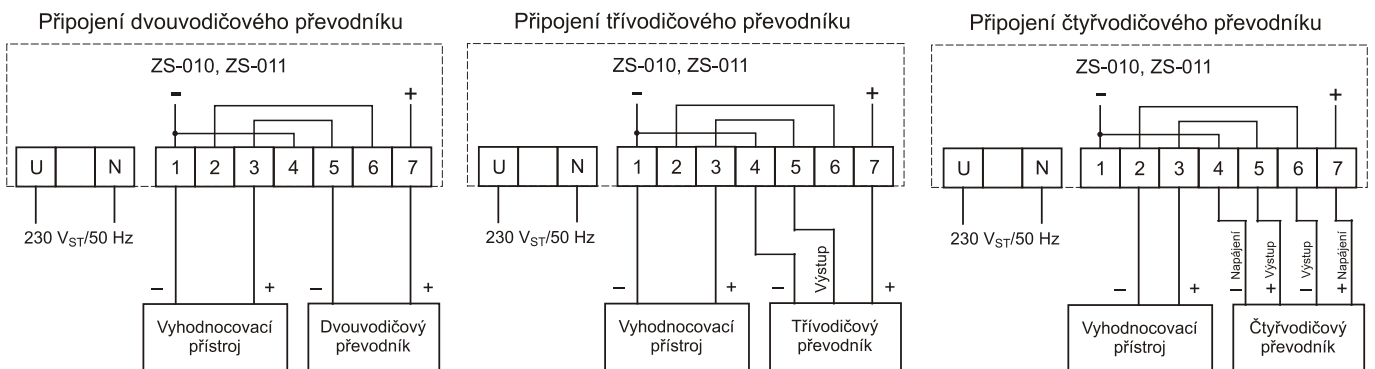 Připojení dvouvodičového převodníku
ZS-010, ZS-011
– +
U N 1 2 3 4 5 6 7
230 VST/50 Hz
– + – +
Vyhodnocovací
přístroj
Dvouvodičový
převodník
Připojení třívodičového převodníku
ZS-010, ZS-011
– +
U N 1 2 3 4 5 6 7
230 VST/50 Hz
Výstup
– + – +
Vyhodnocovací
přístroj
Třívodičový
převodník
Připojení čtyřvodičového převodníku
ZS-010, ZS-011
– +
U N 1 2 3 4 5 6 7
230 VST/50 Hz
– Napájení
+ Výstup
– Výstup
+ Napájení
– +
Vyhodnocovací
přístroj
Čtyřvodičový
převodník